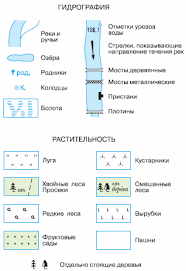 ГИДРОГРАФИЯ
Реки и
ручьи
Озёра
род.
Родники
К.
Колодцы
Болота
108,1
Отметки урезов
воды
Стрелки, показывающие
направление течения рек
Мосты деревянные
Мосты металлические
Пристани
Плотины
РАСТИТЕЛЬНОСТЬ
Луга
Кустарники
Хвойные леса
Просеки
Смешанные
леса
Редкие леса
Вырубки
Фруктовые
сады
Пашни
Отдельно стоящие деревья